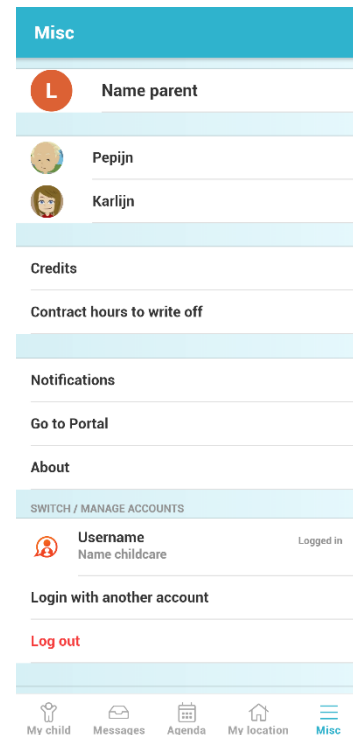 Misc
L
Name parent
Pepijn
Karlijn
Credits
Contract hours to write off
Notifications
Go to Portal
About
SWITCH / MANAGE ACCOUNTS
Username
Logged in
Name childcare
Login with another account
Log out
My child Messages Agenda My location Misc